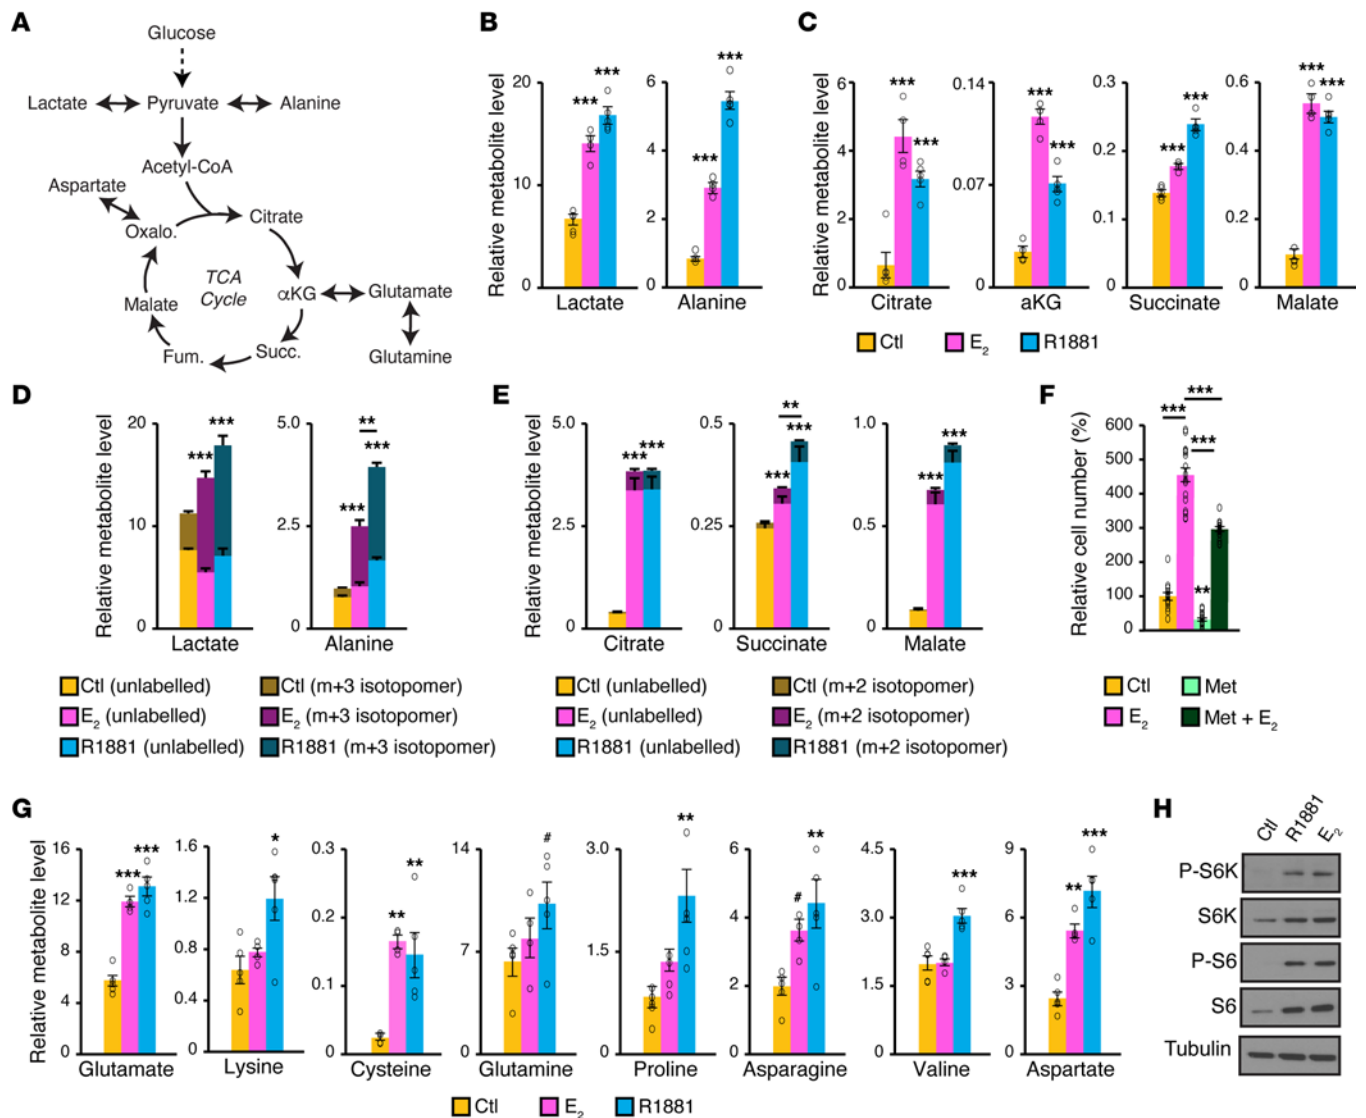 A
Glucose
Lactate Pyruvate Alanine
Acetyl-CoA
Aspartate
Oxalo. Citrate
TCA
Cycle
Malate αKG Glutamate
Fum. Succ. Glutamine
B
Relative metabolite level
20
10
0
*** ***
Lactate
6
4
2
0
*** ***
Alanine
C
Relative metabolite level
6
4
2
0
*** ***
Citrate
0.14
0.07
0
*** ***
aKG
0.3
0.2
0.1
0
*** ***
Succinate
0.6
0.4
0.2
0
*** ***
Malate
Ctl E₂ R1881
D
Relative metabolite level
20
10
0
*** ***
Lactate
5.0
2.5
0
**
*** ***
Alanine
Ctl (unlabelled) Ctl (m+3 isotopomer)
E₂ (unlabelled) E₂ (m+3 isotopomer)
R1881 (unlabelled) R1881 (m+3 isotopomer)
E
Relative metabolite level
5.0
2.5
0
*** ***
Citrate
0.5
0.25
0
**
*** ***
Succinate
1.0
0.5
0
*** ***
Malate
Ctl (unlabelled) Ctl (m+2 isotopomer)
E₂ (unlabelled) E₂ (m+2 isotopomer)
R1881 (unlabelled) R1881 (m+2 isotopomer)
F
Relative cell number (%)
600
500
400
300
200
100
0
***
*** ***
**
Ctl Met
E₂ Met + E₂
G
Relative metabolite level
16
12
8
4
0
*** ***
Glutamate
1.6
1.2
0.8
0.4
0
*
Lysine
0.3
0.2
0.1
0
** **
Cysteine
14
7
0
#
Glutamine
3.0
1.5
0
**
Proline
6
4
2
0
# **
Asparagine
4.5
3.0
1.5
0
***
Valine
9
6
3
0
** ***
Aspartate
Ctl E₂ R1881
H
Ctl R1881 E₂
P-S6K
S6K
P-S6
S6
Tubulin